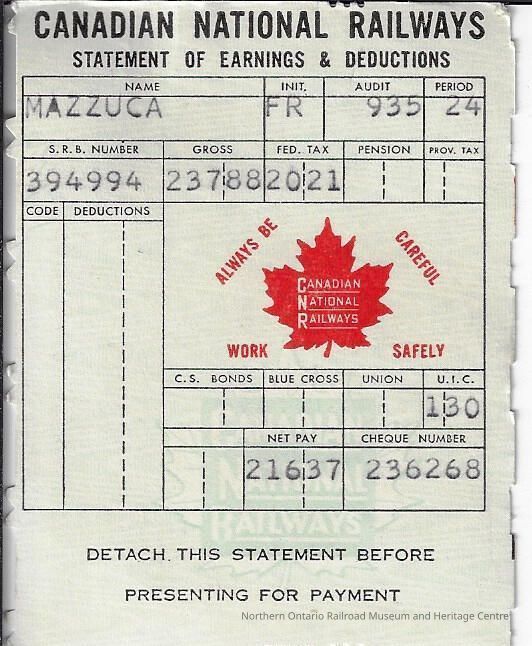 CANADIAN NATIONAL RAILWAYS
STATEMENT OF EARNINGS & DEDUCTIONS
NAME INIT. AUDIT PERIOD
MAZZUCA FR 935 24
S.R.B. NUMBER GROSS FED. TAX PENSION PROV. TAX
394994 23788 2021
CODE DEDUCTIONS
ALWAYS BE CAREFUL
CANADIAN
NATIONAL
RAILWAYS
WORK SAFELY
C.S. BONDS BLUE CROSS UNION U.I.C.
130
NET PAY CHEQUE NUMBER
21637 236268
CANADIAN
NATIONAL
RAILWAYS
DETACH THIS STATEMENT BEFORE
PRESENTING FOR PAYMENT
Northern Ontario Railroad Museum and Heritage Centre